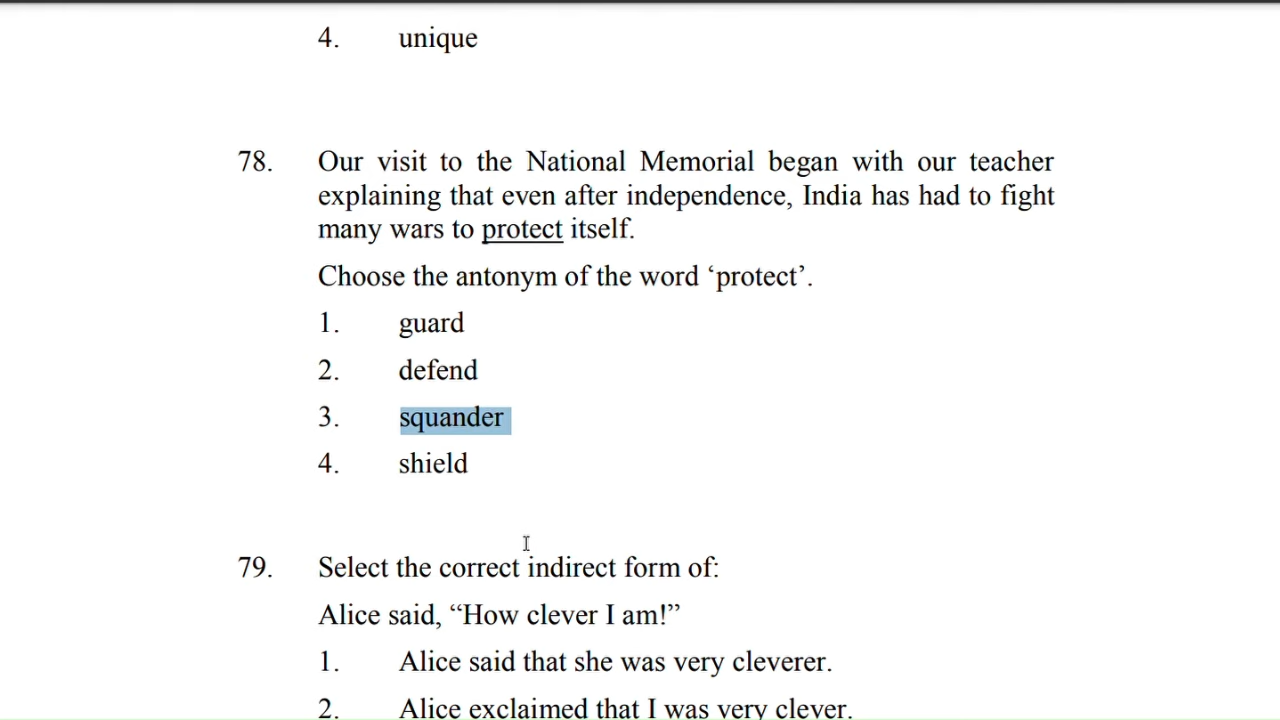 4. unique
78. Our visit to the National Memorial began with our teacher
explaining that even after independence, India has had to fight
many wars to protect itself.
Choose the antonym of the word ‘protect’.
1. guard
2. defend
3. squander
4. shield
79. Select the correct indirect form of:
Alice said, “How clever I am!”
1. Alice said that she was very cleverer.
2. Alice exclaimed that I was very clever.